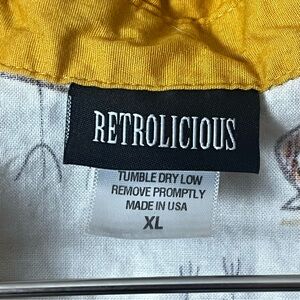 RETROLICIOUS
TUMBLE DRY LOW
REMOVE PROMPTLY
MADE IN USA
XL